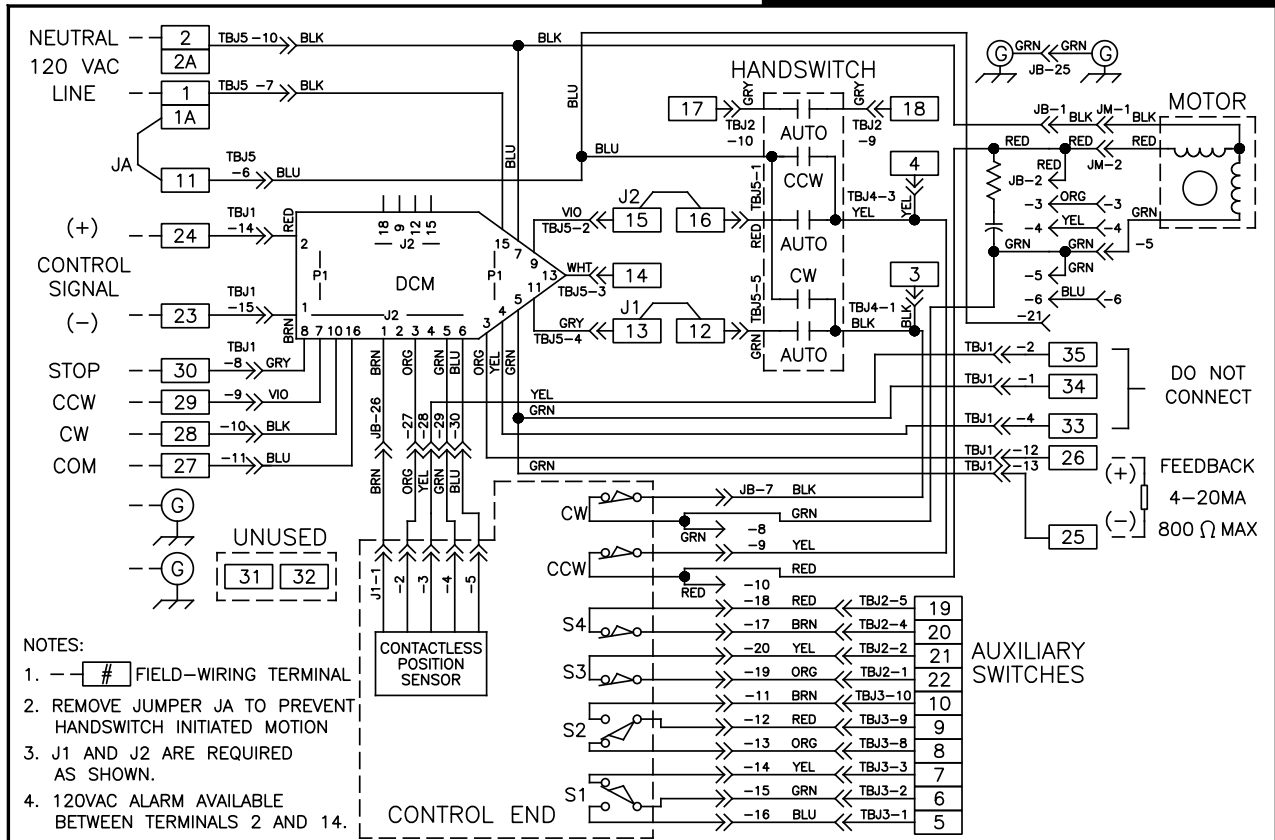 NEUTRAL
2
TBJ5 -10
BLK
BLK
2A
120 VAC
LINE
1
TBJ5 -7
BLK
1A
JA
11
TBJ5
-6
BLU
BLU
BLU
BLU
HANDSWITCH
17
GRY
TBJ2
-10
AUTO
GRY
TBJ2
-9
18
CCW
AUTO
CW
AUTO
G
GRN
GRN
G
JB-25
MOTOR
JB-1
JM-1
BLK
BLK
RED
RED
RED
JM-2
RED
JB-2
-3
ORG
-3
-4
YEL
-4
GRN
GRN
-5
GRN
-5
GRN
-6
BLU
-6
-21
(+)
24
TBJ1
-14
RED
CONTROL
SIGNAL
(-)
23
TBJ1
-15
BRN
18
9
12
15
J2
2
P1
1
DCM
P1
15
7
9
13
11
5
4
3
J2
8 7 10 16 1 2 3 4 5 6
VIO
TBJ5-2
J2
15
16
RED
TBJ5-1
TBJ4-3
YEL
YEL
4
WHT
TBJ5-3
14
GRY
TBJ5-4
J1
13
12
GRN
TBJ5-5
TBJ4-1
BLK
BLK
3
STOP
30
TBJ1
-8
GRY
CCW
29
-9
VIO
CW
28
-10
BLK
COM
27
-11
BLU
G
G
UNUSED
31
32
BRN
ORG
GRN
BLU
ORG
YEL
GRN
JB-26
-27
-28
-29
-30
BRN
ORG
YEL
GRN
BLU
J1-1
-2
-3
-4
-5
CONTACTLESS
POSITION
SENSOR
YEL
GRN
GRN
TBJ1
-2
35
TBJ1
-1
34
TBJ1
-4
33
DO NOT
CONNECT
TBJ1
-12
26
TBJ1
-13
25
(+)
(-)
FEEDBACK
4-20MA
800 Ω MAX
CW
JB-7
BLK
GRN
GRN
-8
CCW
-9
YEL
RED
RED
-10
S4
-18
RED
TBJ2-5
19
-17
BRN
TBJ2-4
20
S3
-20
YEL
TBJ2-2
21
-19
ORG
TBJ2-1
22
S2
-11
BRN
TBJ3-10
10
-12
RED
TBJ3-9
9
-13
ORG
TBJ3-8
8
S1
-14
YEL
TBJ3-3
7
-15
GRN
TBJ3-2
6
-16
BLU
TBJ3-1
5
AUXILIARY
SWITCHES
CONTROL END
NOTES:
1. -- # FIELD-WIRING TERMINAL
2. REMOVE JUMPER JA TO PREVENT
HANDSWITCH INITIATED MOTION
3. J1 AND J2 ARE REQUIRED
AS SHOWN.
4. 120VAC ALARM AVAILABLE
BETWEEN TERMINALS 2 AND 14.